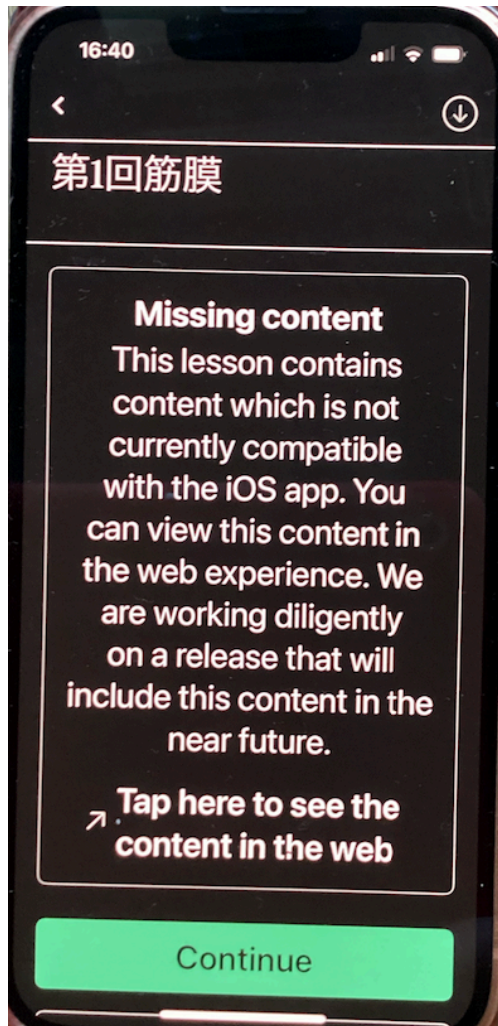 16:40
第1回筋膜
Missing content
This lesson contains
content which is not
currently compatible
with the iOS app. You
can view this content in
the web experience. We
are working diligently
on a release that will
include this content in the
near future.
Tap here to see the
content in the web
Continue